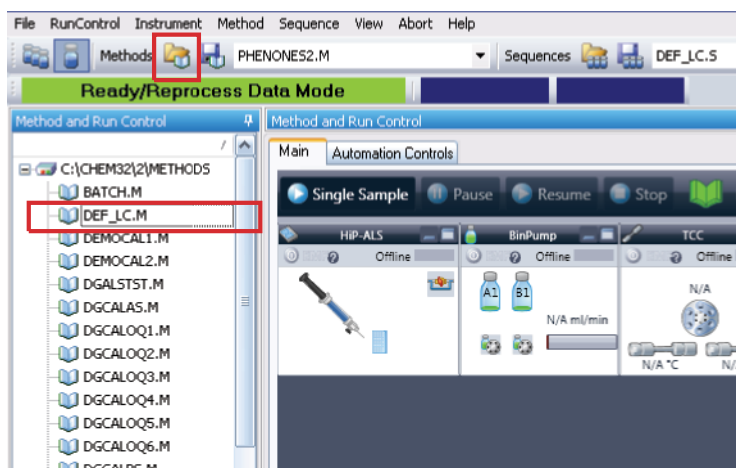 File RunControl Instrument Method Sequence View Abort Help
Methods PHENONES2.M Sequences DEF_LC.S
Ready/Reprocess Data Mode
Method and Run Control
/
C:\CHEM32\2\METHODS
BATCH.M
DEF_LC.M
DEMOCAL1.M
DEMOCAL2.M
DGALSTST.M
DGCALAS.M
DGCALOQ1.M
DGCALOQ2.M
DGCALOQ3.M
DGCALOQ4.M
DGCALOQ5.M
DGCALOQ6.M
Method and Run Control
Main Automation Controls
Single Sample Pause Resume Stop
HiP-ALS BinPump TCC
Offline Offline Offline
A1 B1 N/A
N/A ml/min
N/A °C N/